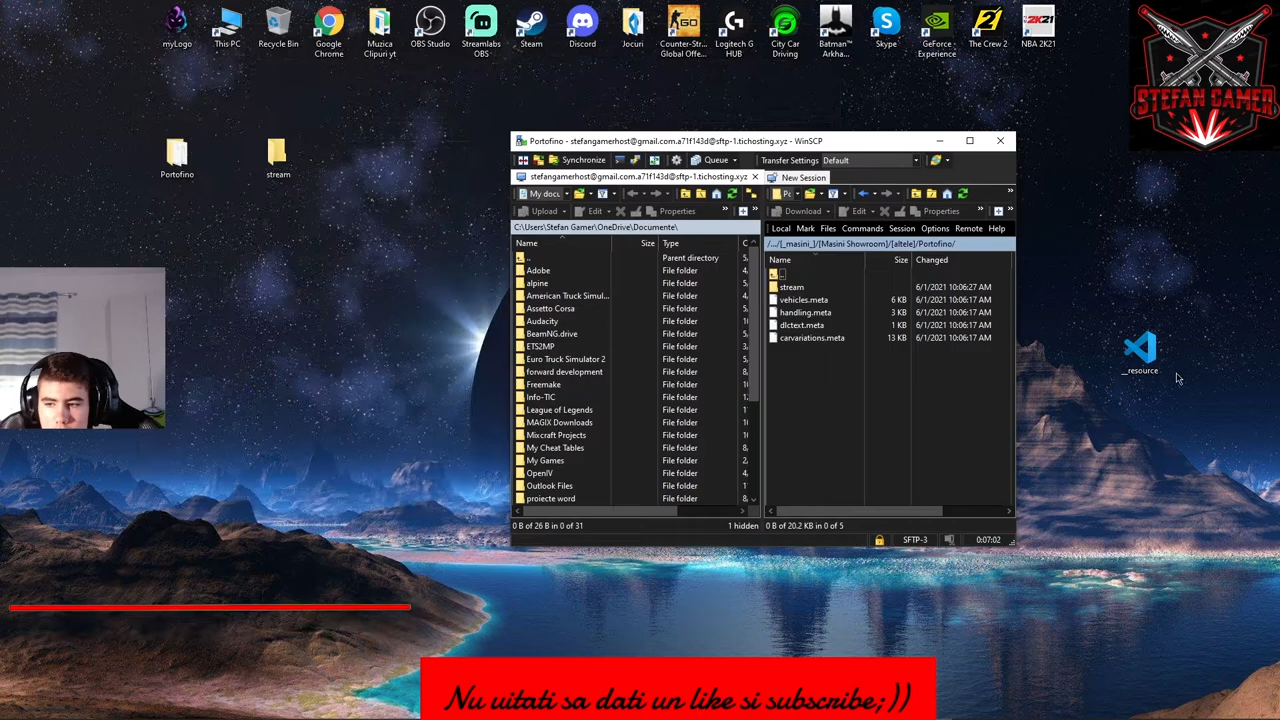 myLogo
This PC
Recycle Bin
Google
Chrome
Muzica
Clipuri yt
OBS Studio
Streamlabs
OBS
Steam
Discord
Jocuri
Counter-Str...
Global Offe...
Logitech G
HUB
City Car
Driving
Batman™
Arkha...
Skype
GeForce
Experience
The Crew 2
NBA 2K21
STEFAN GAMER
Portofino
stream
Portofino - stefangamerhost@gmail.com.a71f143d@sftp-1.tichosting.xyz - WinSCP
Synchronize
Queue
Transfer Settings
Default
stefangamerhost@gmail.com.a71f143d@sftp-1.tichosting.xyz
New Session
My docu
Upload
Edit
Properties
Download
Edit
Properties
C:\Users\Stefan Gamer\OneDrive\Documente\
Local Mark Files Commands Session Options Remote Help
/.../[_masini_]/[Masini Showroom]/[altele]/Portofino/
Name Size Type
.. Parent directory
Adobe File folder
alpine File folder
American Truck Simul... File folder
Assetto Corsa File folder
Audacity File folder
BeamNG.drive File folder
ETS2MP File folder
Euro Truck Simulator 2 File folder
forward development File folder
Freemake File folder
Info-TIC File folder
League of Legends File folder
MAGIX Downloads File folder
Mixcraft Projects File folder
My Cheat Tables File folder
My Games File folder
OpenIV File folder
Outlook Files File folder
proiecte word File folder
0 B of 26 B in 0 of 31 1 hidden
Name Size Changed
..
stream 6/1/2021 10:06:27 AM
vehicles.meta 6 KB 6/1/2021 10:06:17 AM
handling.meta 3 KB 6/1/2021 10:06:17 AM
dlctext.meta 1 KB 6/1/2021 10:06:17 AM
carvariations.meta 13 KB 6/1/2021 10:06:17 AM
0 B of 20.2 KB in 0 of 5
SFTP-3 0:07:02
__resource
Nu uitati sa dati un like si subscribe;))